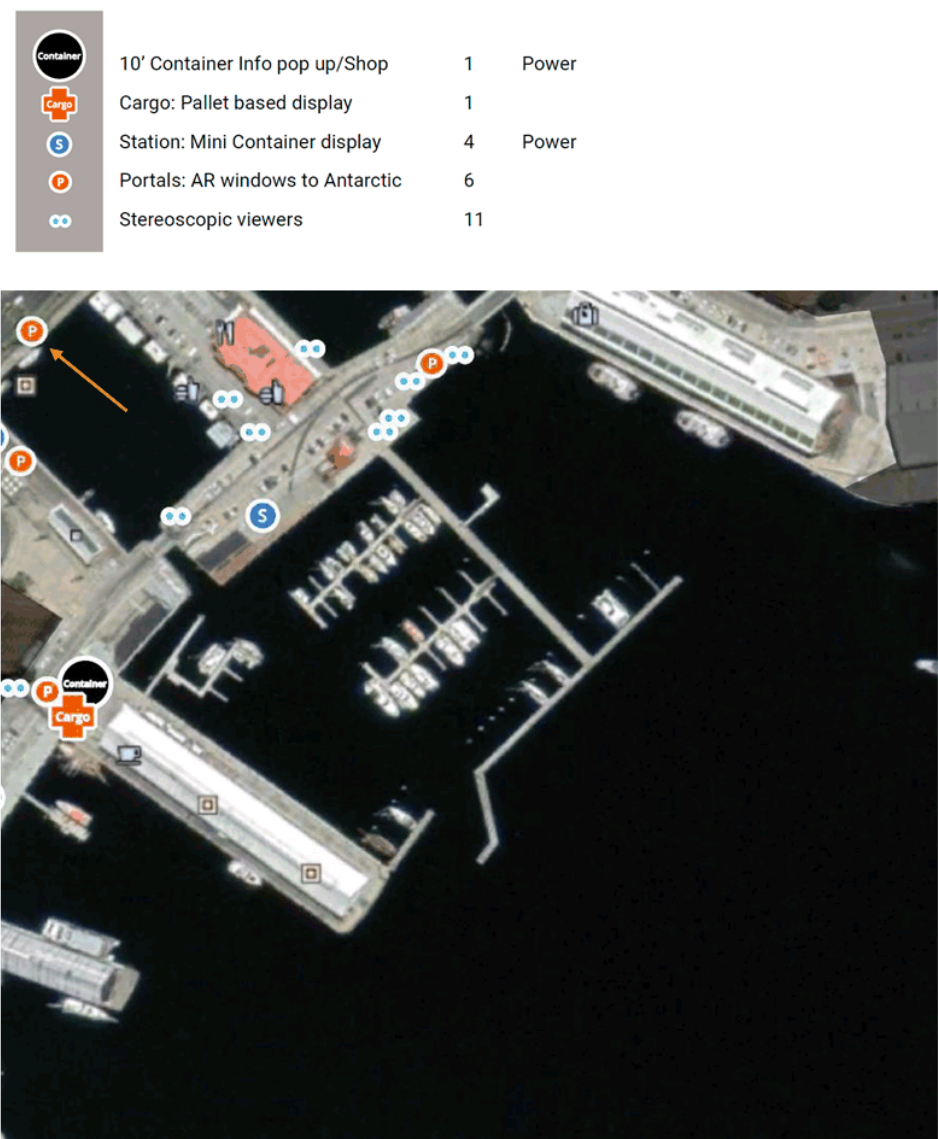 Container
10’ Container Info pop up/Shop 1 Power
Cargo
Cargo: Pallet based display 1
S
Station: Mini Container display 4 Power
P
Portals: AR windows to Antarctic 6
Stereoscopic viewers 11
P
P
P
S
Container
P
Cargo